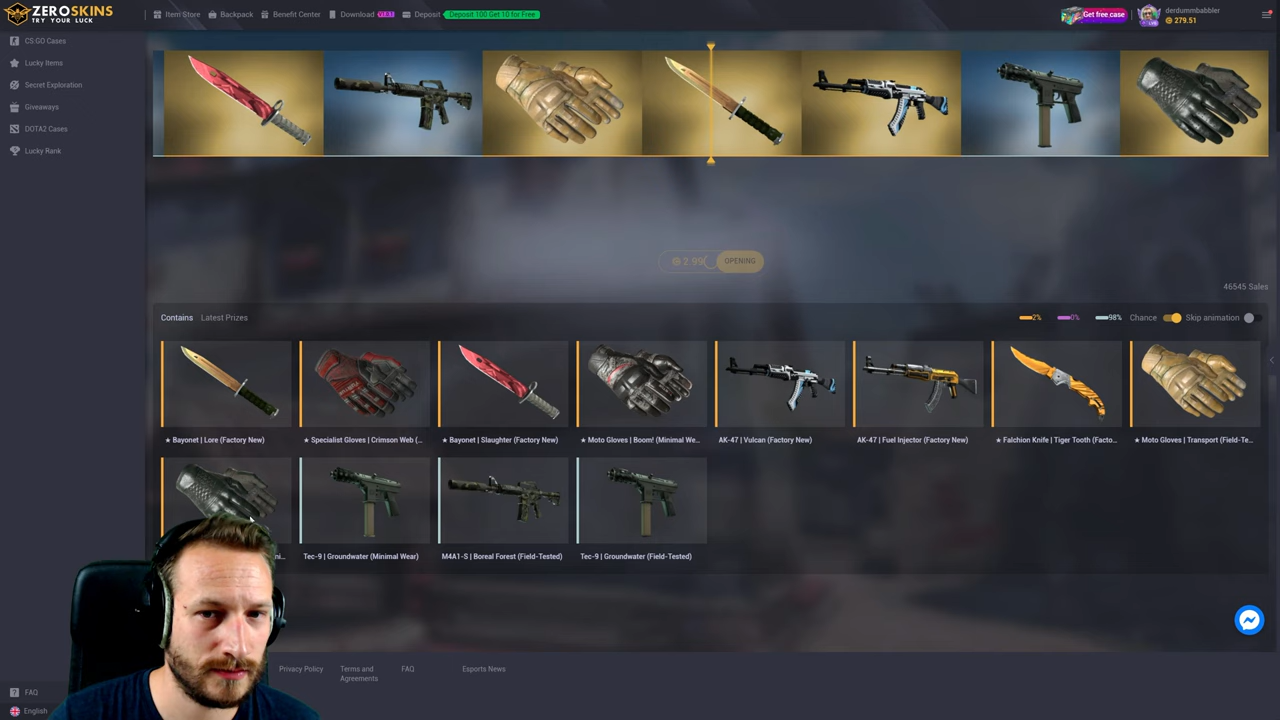 ZEROSKINS
TRY YOUR LUCK
Item Store
Backpack
Benefit Center
Download V1.8.1
Deposit
Deposit 100 Get 10 for Free
Get free case
derdummbabbler
279.51
CS:GO Cases
Lucky Items
Secret Exploration
Giveaways
DOTA2 Cases
Lucky Rank
2.99
OPENING
46545 Sales
Contains
Latest Prizes
2%
0%
98%
Chance
Skip animation
★ Bayonet | Lore (Factory New)
★ Specialist Gloves | Crimson Web (...
★ Bayonet | Slaughter (Factory New)
★ Moto Gloves | Boom! (Minimal We...
AK-47 | Vulcan (Factory New)
AK-47 | Fuel Injector (Factory New)
★ Falchion Knife | Tiger Tooth (Facto...
★ Moto Gloves | Transport (Field-Te...
Tec-9 | Groundwater (Minimal Wear)
M4A1-S | Boreal Forest (Field-Tested)
Tec-9 | Groundwater (Field-Tested)
Privacy Policy
Terms and
Agreements
FAQ
Esports News
FAQ
English